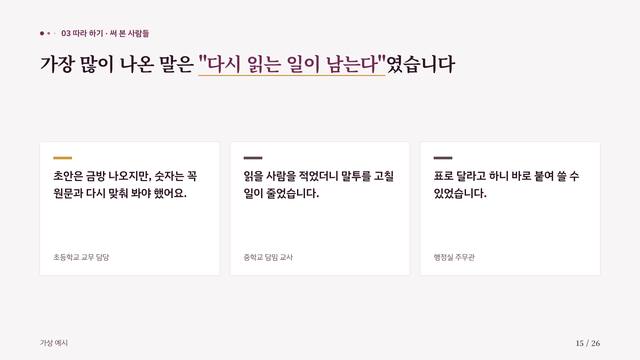 03 따라 하기 · 써 본 사람들
가장 많이 나온 말은 "다시 읽는 일이 남는다"였습니다
초안은 금방 나오지만, 숫자는 꼭
원문과 다시 맞춰 봐야 했어요.
초등학교 교무 담당
읽을 사람을 적었더니 말투를 고칠
일이 줄었습니다.
중학교 담임 교사
표로 달라고 하니 바로 붙여 쓸 수
있었습니다.
행정실 주무관
가상 예시
15 / 26